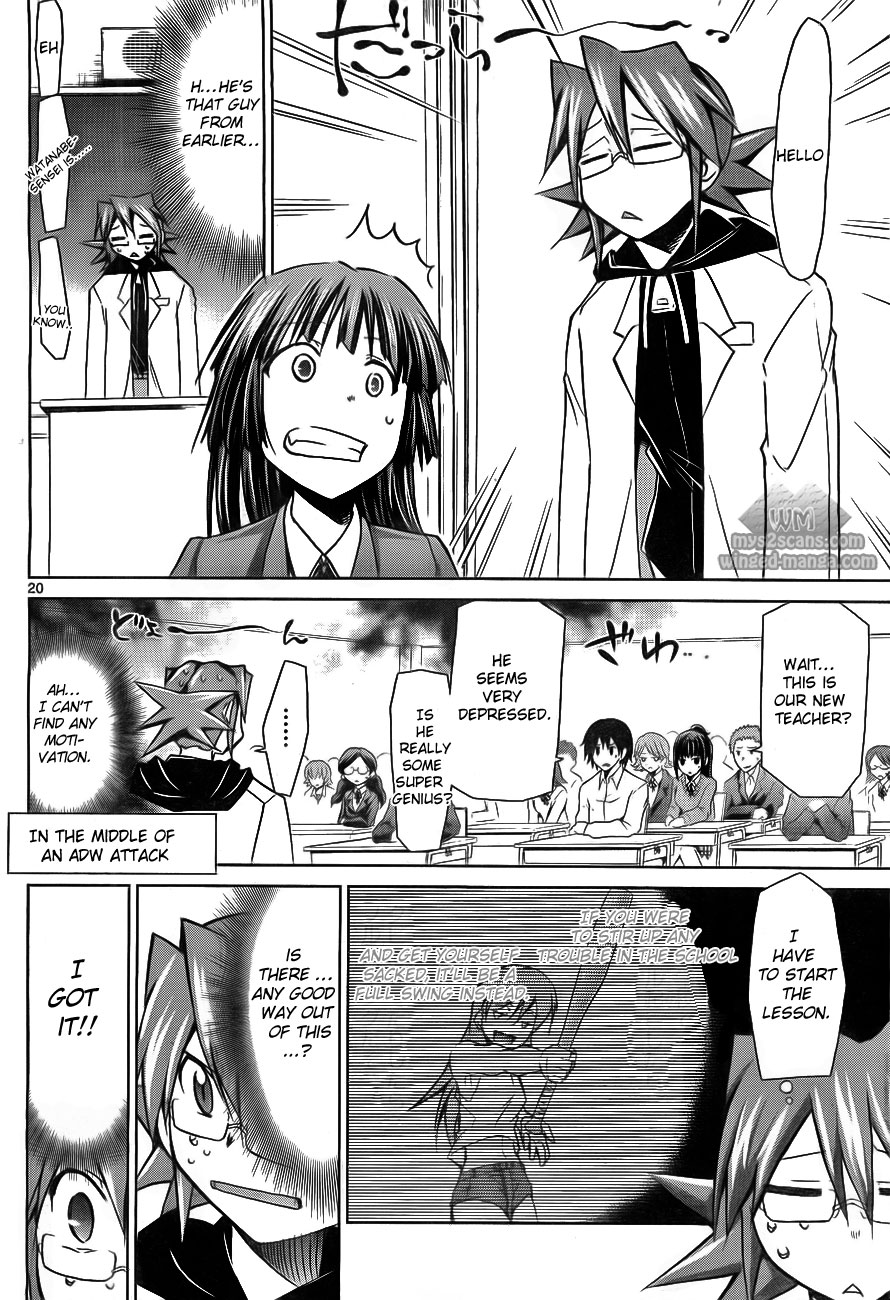 HELLO
H...HE'S
THAT GUY
FROM
EARLIER...
EH
WATANABE-
SENSEI IS.....
YOU
KNOW..
WM
mys2scans.com
winged-manga.com
20
WAIT...
THIS IS
OUR NEW
TEACHER?
ざわ
HE
SEEMS
VERY
DEPRESSED.
IS
HE
REALLY
SOME
SUPER
GENIUS?
......
AH...
I CAN'T
FIND ANY
MOTI-
VATION.
IN THE MIDDLE OF
AN ADW ATTACK
I
HAVE
TO START
THE
LESSON.
IF YOU WERE
TO STIR UP ANY
TROUBLE IN THE SCHOOL
AND GET YOURSELF
SACKED, IT'LL BE A
FULL SWING INSTEAD.
IS
THERE ...
ANY GOOD
WAY OUT
OF THIS
...?
I
GOT
IT!!